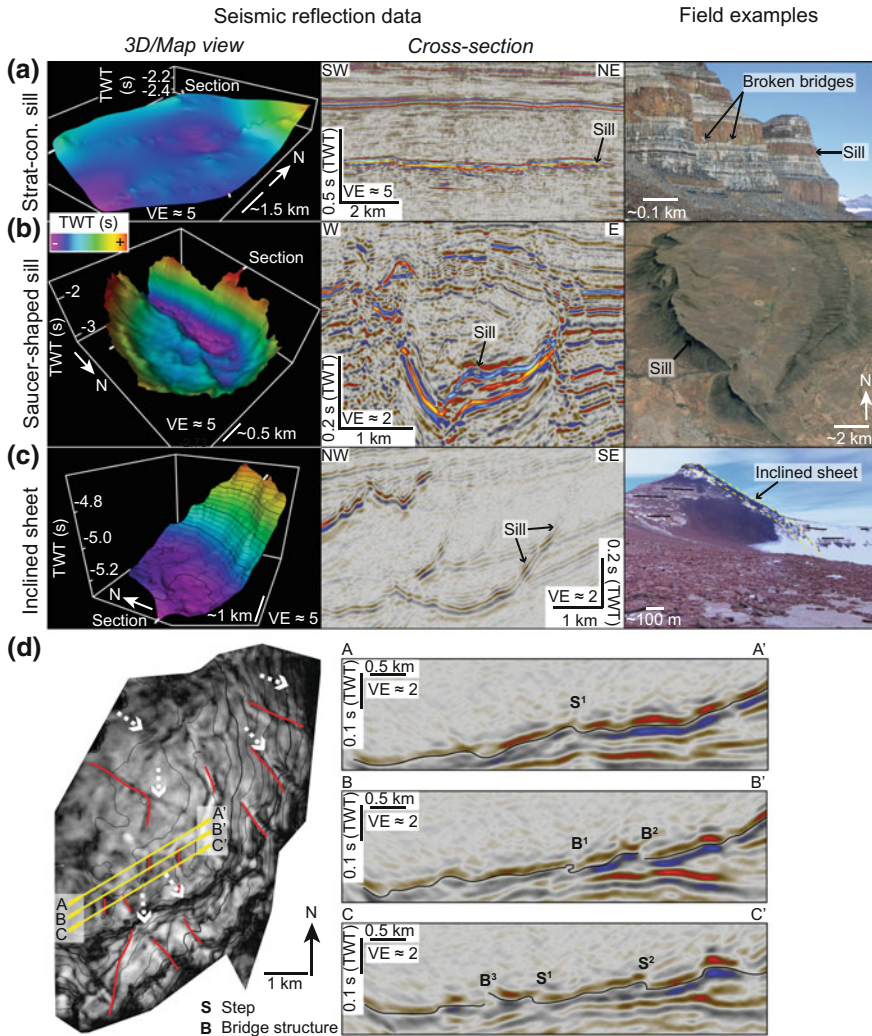 Seismic reflection data
Field examples
3D/Map view
Cross-section
(a)
Strat-con. sill
TWT (s)
-2.2
-2.4
Section
N
VE ≈ 5
~1.5 km
SW
NE
Sill
0.5 s (TWT)
VE ≈ 5
2 km
Broken bridges
Sill
~0.1 km
(b)
Saucer-shaped sill
TWT (s)
-
+
Section
-2
-3
TWT (s)
N
VE ≈ 5
~0.5 km
W
E
Sill
0.2 s (TWT)
VE ≈ 2
1 km
Sill
N
~2 km
(c)
Inclined sheet
-4.8
-5.0
-5.2
TWT (s)
N
Section
~1 km
VE ≈ 5
NW
SE
Sill
VE ≈ 2
1 km
0.2 s (TWT)
Inclined sheet
~100 m
(d)
A'
B'
C'
A
B
C
N
1 km
S Step
B Bridge structure
A
A'
0.5 km
VE ≈ 2
0.1 s (TWT)
S¹
B
B'
0.5 km
VE ≈ 2
0.1 s (TWT)
B¹
B²
C
C'
0.5 km
VE ≈ 2
0.1 s (TWT)
B³
S¹
S²